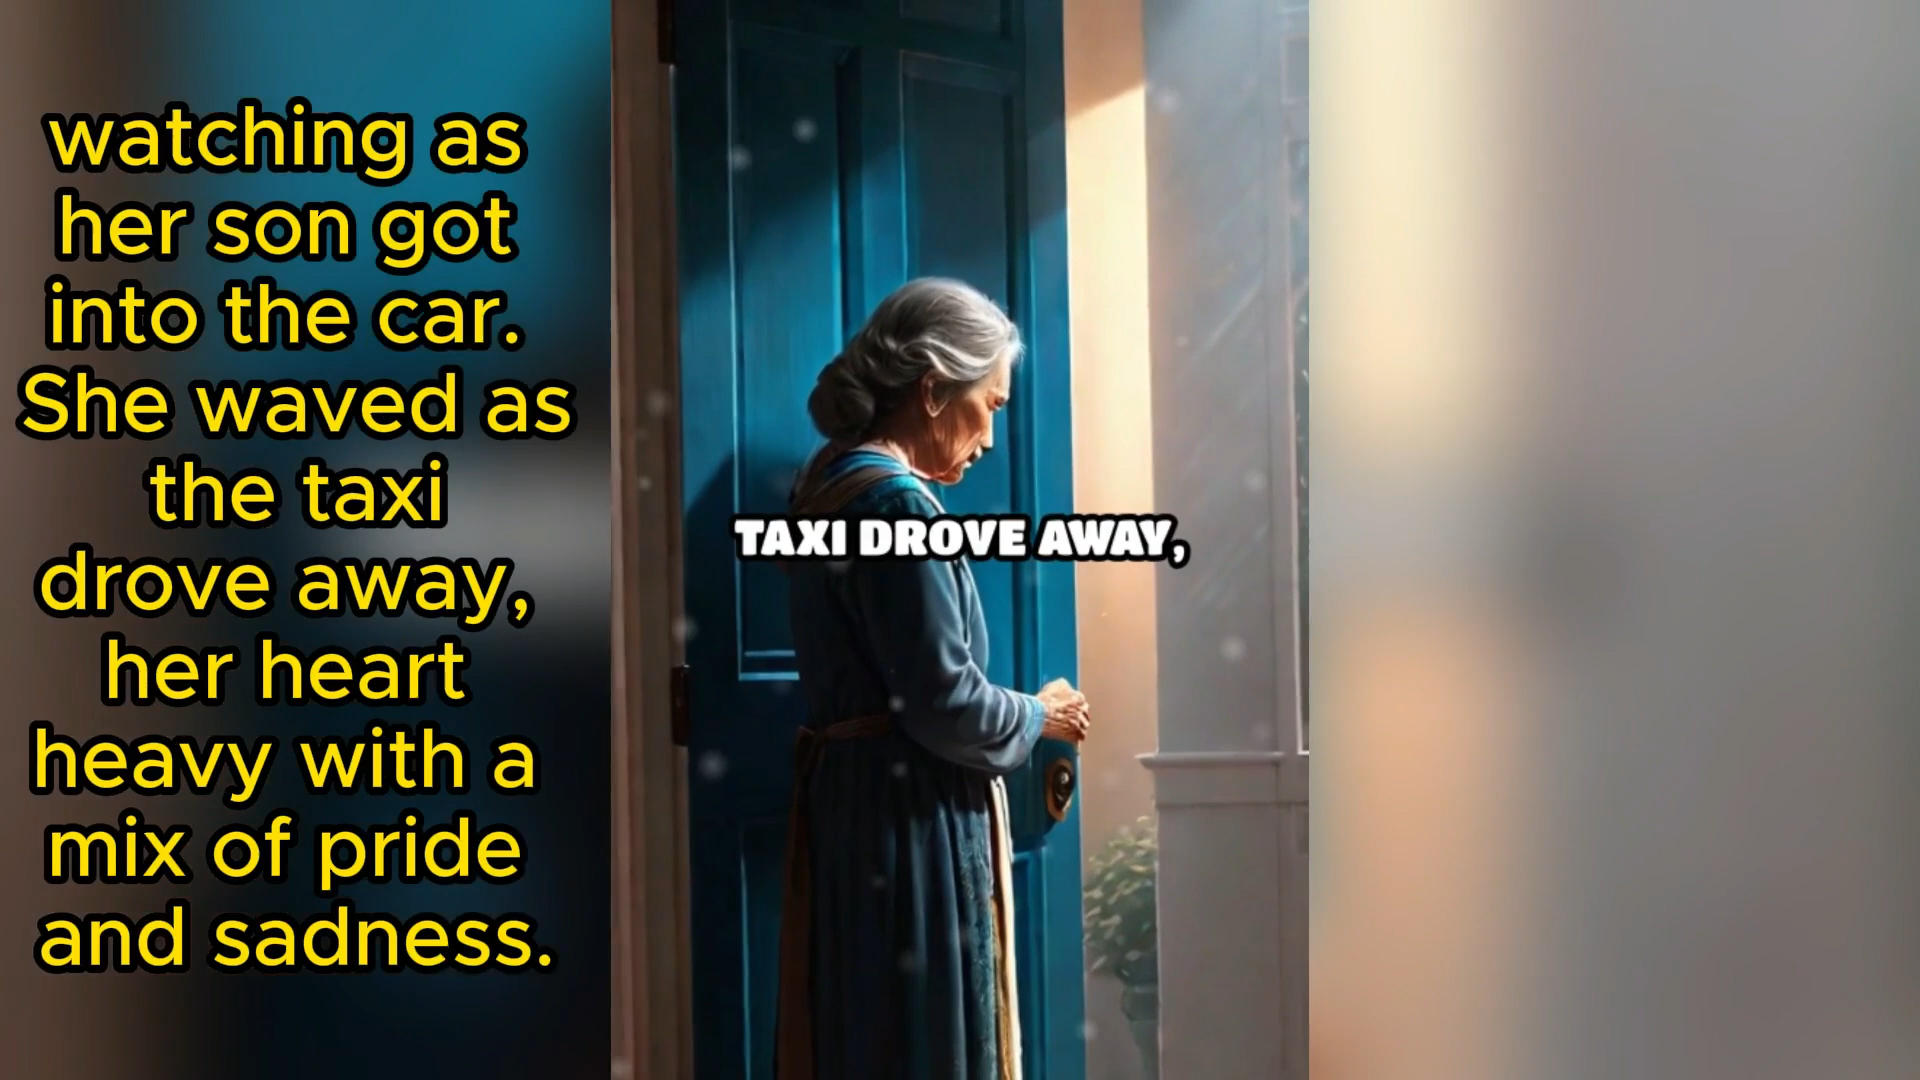 watching as
her son got
into the car.
She waved as
the taxi
drove away,
her heart
heavy with a
mix of pride
and sadness.
TAXI DROVE AWAY,